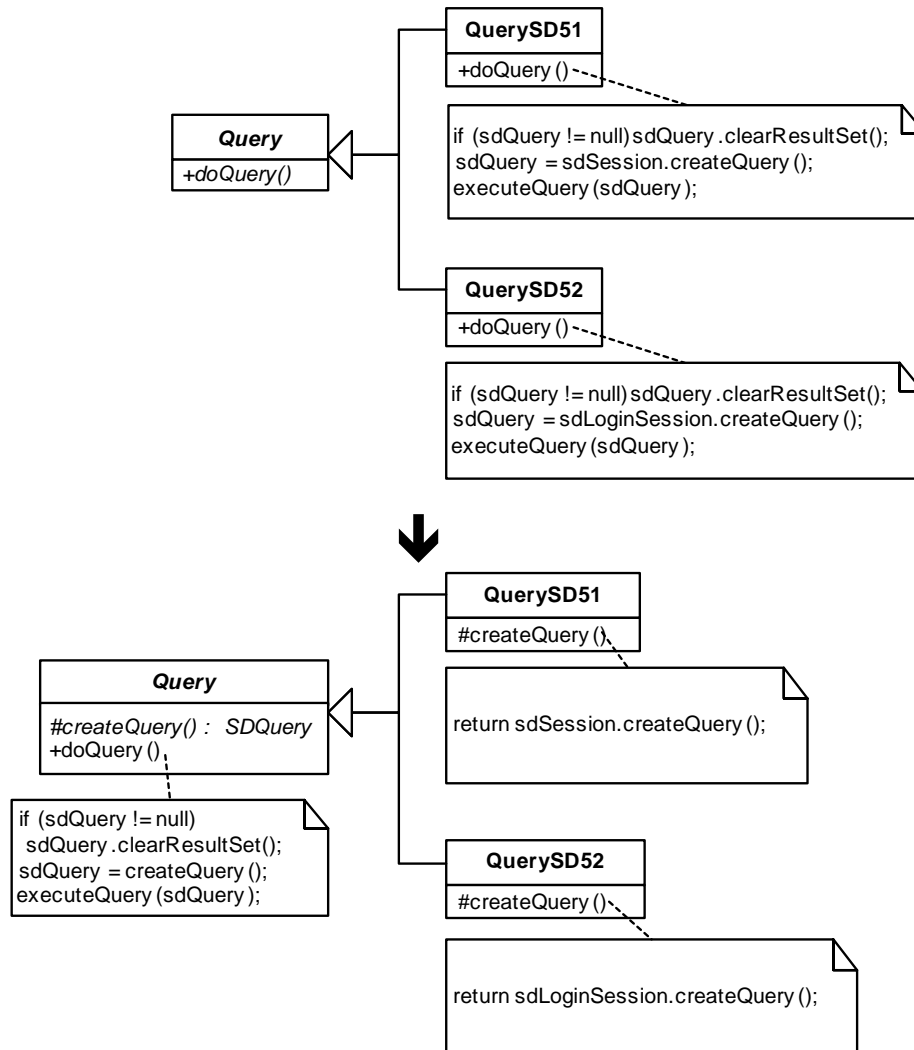 QuerySD51
+doQuery()
if (sdQuery != null)sdQuery.clearResultSet();
sdQuery = sdSession.createQuery();
executeQuery(sdQuery);
Query
+doQuery()
QuerySD52
+doQuery()
if (sdQuery != null)sdQuery.clearResultSet();
sdQuery = sdLoginSession.createQuery();
executeQuery(sdQuery);
QuerySD51
#createQuery()
return sdSession.createQuery();
Query
#createQuery() : SDQuery
+doQuery()
if (sdQuery != null)
sdQuery.clearResultSet();
sdQuery = createQuery();
executeQuery(sdQuery);
QuerySD52
#createQuery()
return sdLoginSession.createQuery();